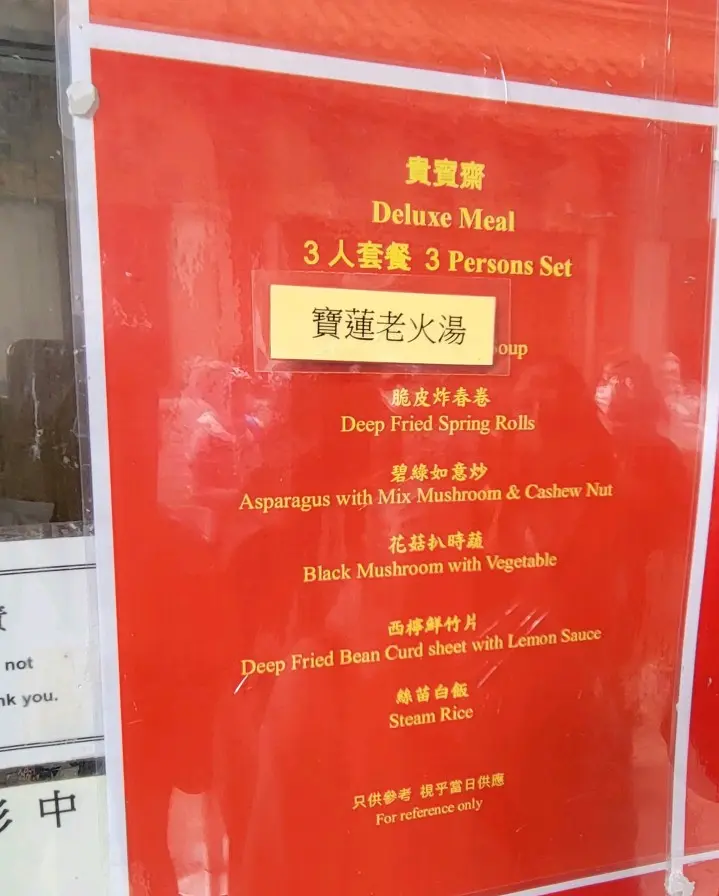 貴寶齋
Deluxe Meal
3人套餐 3 Persons Set
寶蓮老火湯
脆皮炸春卷
Deep Fried Spring Rolls
碧綠如意炒
Asparagus with Mix Mushroom & Cashew Nut
花菇扒時蔬
Black Mushroom with Vegetable
西檸鮮竹片
Deep Fried Bean Curd sheet with Lemon Sauce
絲苗白飯
Steam Rice
只供參考 視乎當日供應
For reference only
not
you.
中